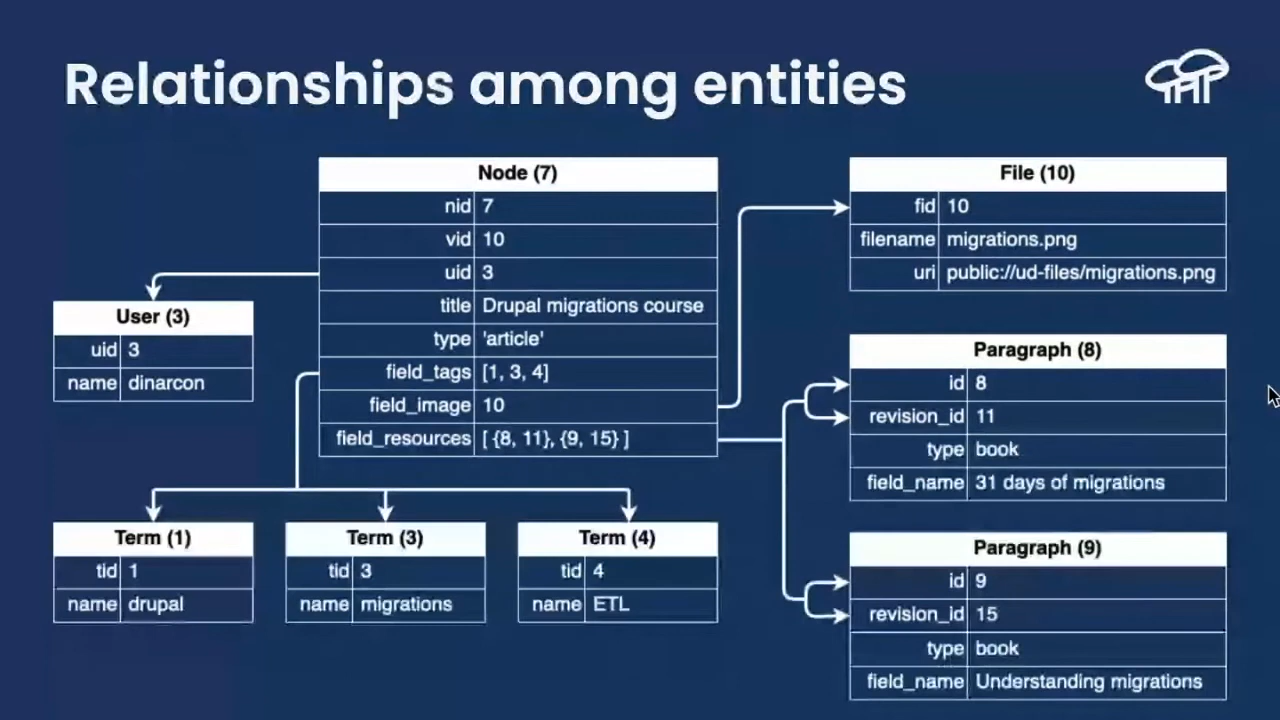 Relationships among entities
Node (7)
nid 7
vid 10
uid 3
title Drupal migrations course
type 'article'
field_tags [1, 3, 4]
field_image 10
field_resources [ {8, 11}, {9, 15} ]
File (10)
fid 10
filename migrations.png
uri public://ud-files/migrations.png
User (3)
uid 3
name dinarcon
Paragraph (8)
id 8
revision_id 11
type book
field_name 31 days of migrations
Term (1)
tid 1
name drupal
Term (3)
tid 3
name migrations
Term (4)
tid 4
name ETL
Paragraph (9)
id 9
revision_id 15
type book
field_name Understanding migrations